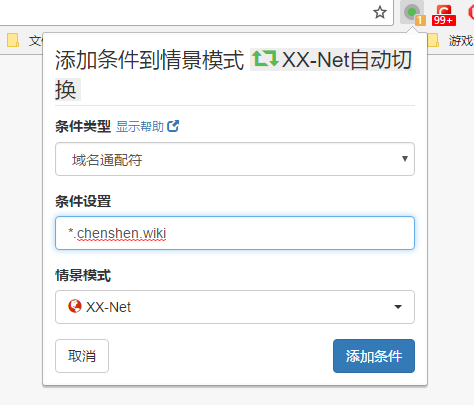 1
99+
文
游戏
添加条件到情景模式 XX-Net自动切
换
条件类型 显示帮助
域名通配符
条件设置
*.chenshen.wiki
情景模式
XX-Net
取消 添加条件